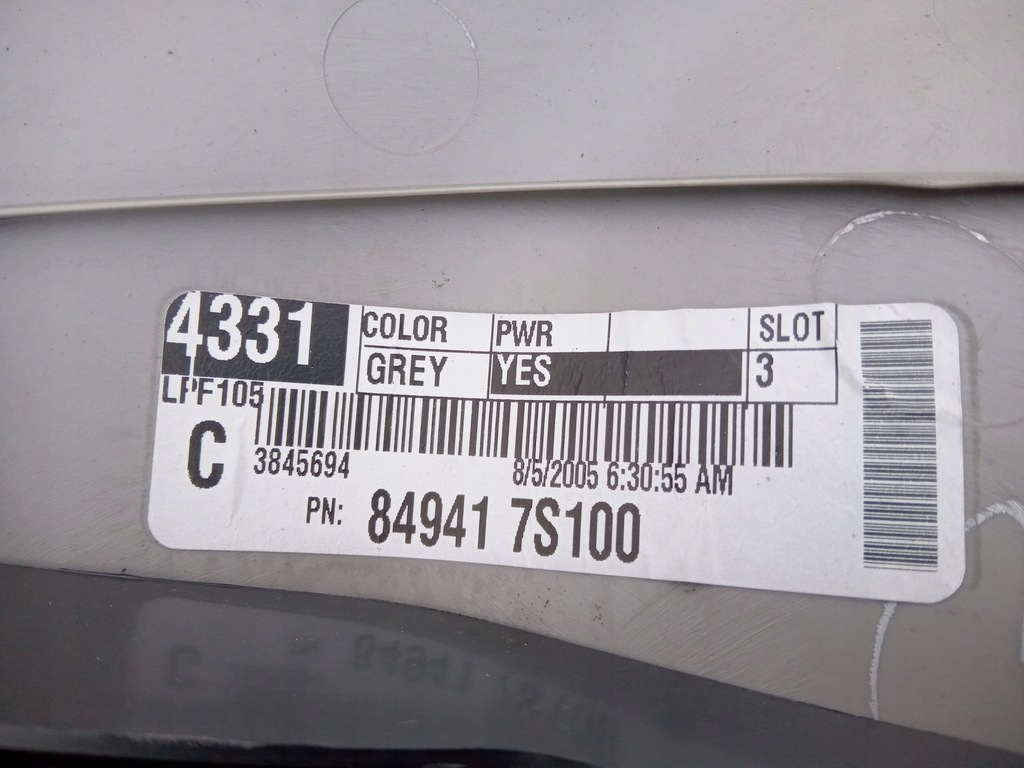 4331 COLOR PWR SLOT
GREY YES 3
LPF105
C
3845694 8/5/2005 6:30:55 AM
PN: 84941 7S100